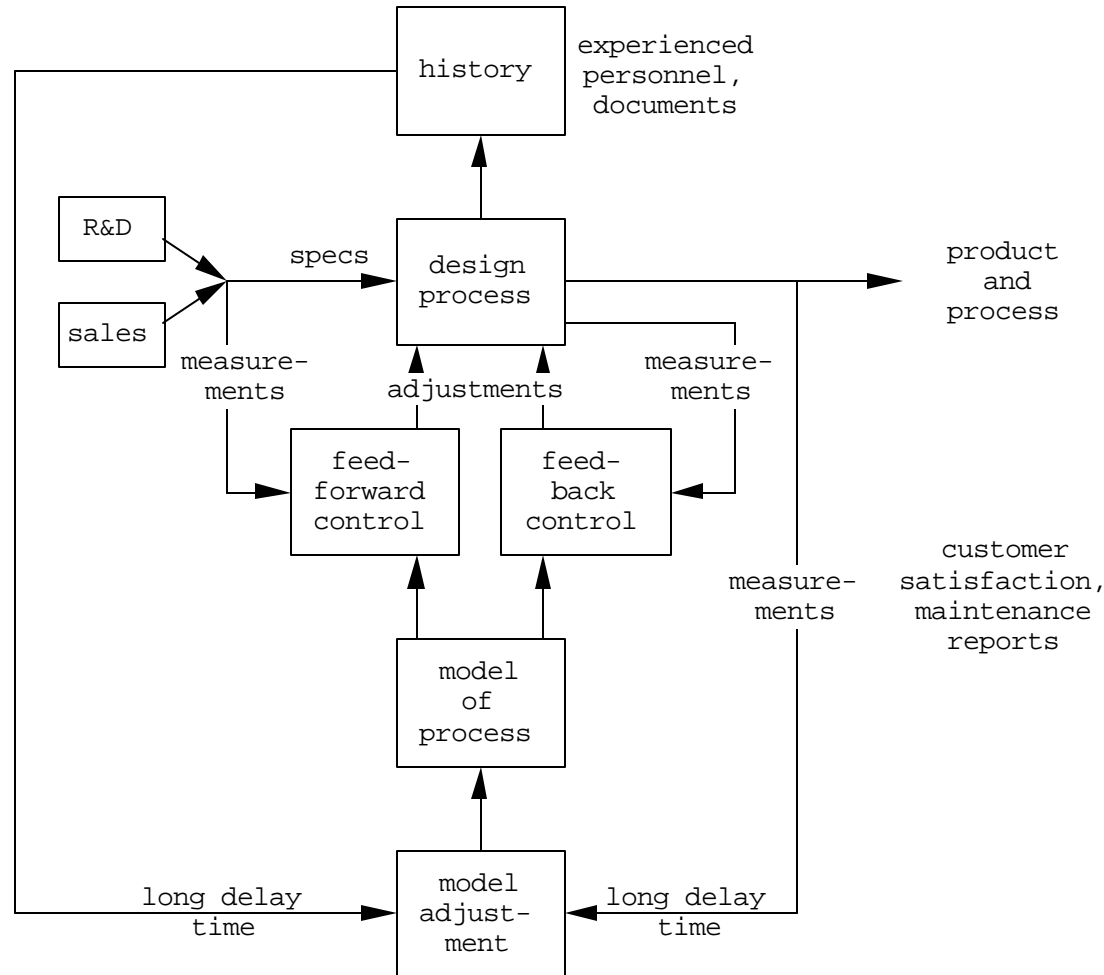 history
experienced
personnel,
documents
R&D
sales
specs
design
process
product
and
process
measure-
ments
adjustments
measure-
ments
feed-
forward
control
feed-
back
control
measure-
ments
customer
satisfaction,
maintenance
reports
model
of
process
long delay
time
model
adjust-
ment
long delay
time